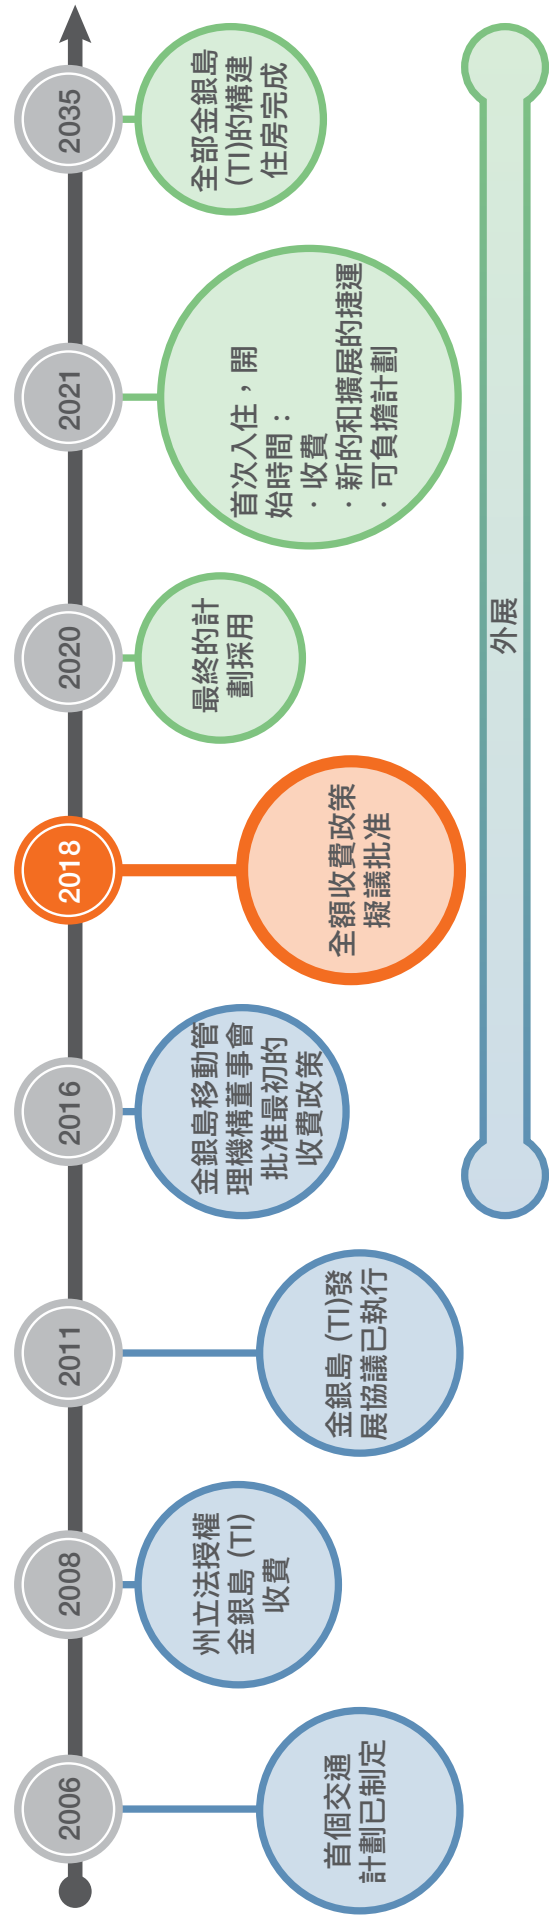 2006
首個交通
計劃已制定
2008
州立法授權
金銀島 (TI)
收費
2011
金銀島 (TI)發
展協議已執行
2016
金銀島移動管
理機構董事會
批准最初的
收費政策
2018
全額收費政策
擬議批准
2020
最終的計
劃採用
2021
首次入住，開
始時間：
· 收費
· 新的和擴展的捷運
· 可負擔計劃
2035
全部金銀島
(TI)的構建
住房完成
外展